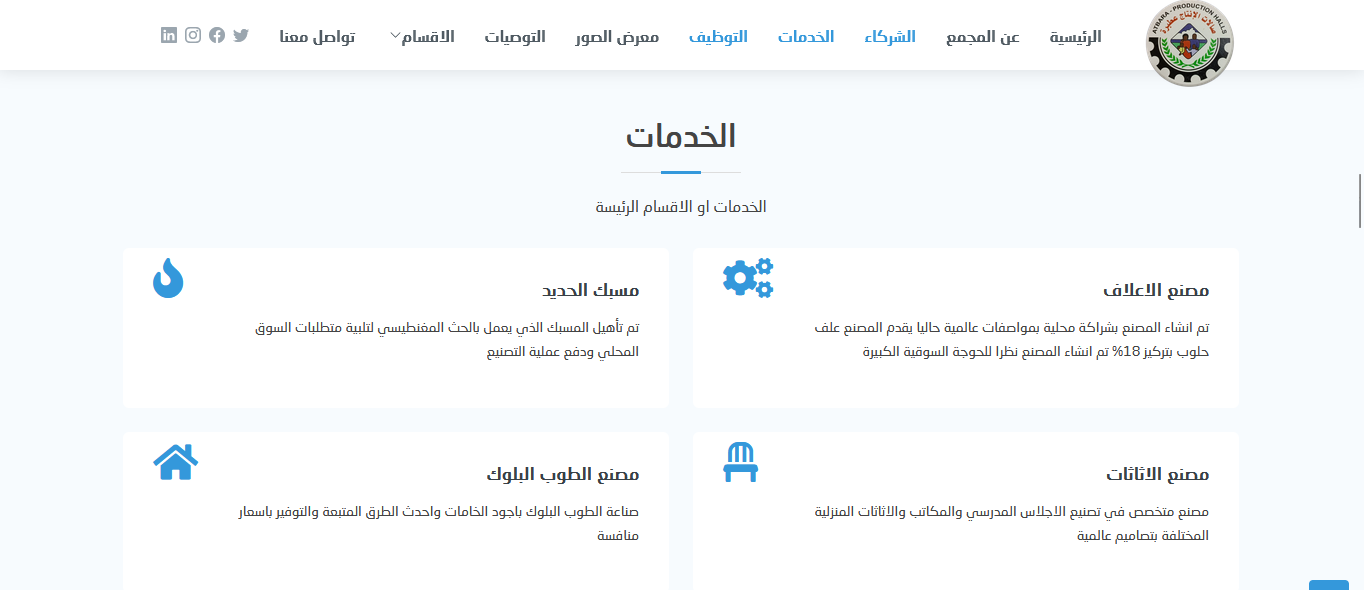 ATBARA - PRODUCTION HALLS
صالات الإنتاج عطبرة
الرئيسية
عن المجمع
الشركاء
الخدمات
التوظيف
معرض الصور
التوصيات
الاقسام
تواصل معنا
الخدمات
الخدمات او الاقسام الرئيسة
مصنع الاعلاف
تم انشاء المصنع بشراكة محلية بمواصفات عالمية حاليا يقدم المصنع علف
حلوب بتركيز 18% تم انشاء المصنع نظرا للحوجة السوقية الكبيرة
مسبك الحديد
تم تأهيل المسبك الذي يعمل بالحث المغنطيسي لتلبية متطلبات السوق
المحلي ودفع عملية التصنيع
مصنع الاثاثات
مصنع متخصص في تصنيع الاجلاس المدرسي والمكاتب والاثاثات المنزلية
المختلفة بتصاميم عالمية
مصنع الطوب البلوك
صناعة الطوب البلوك باجود الخامات واحدث الطرق المتبعة والتوفير باسعار
منافسة